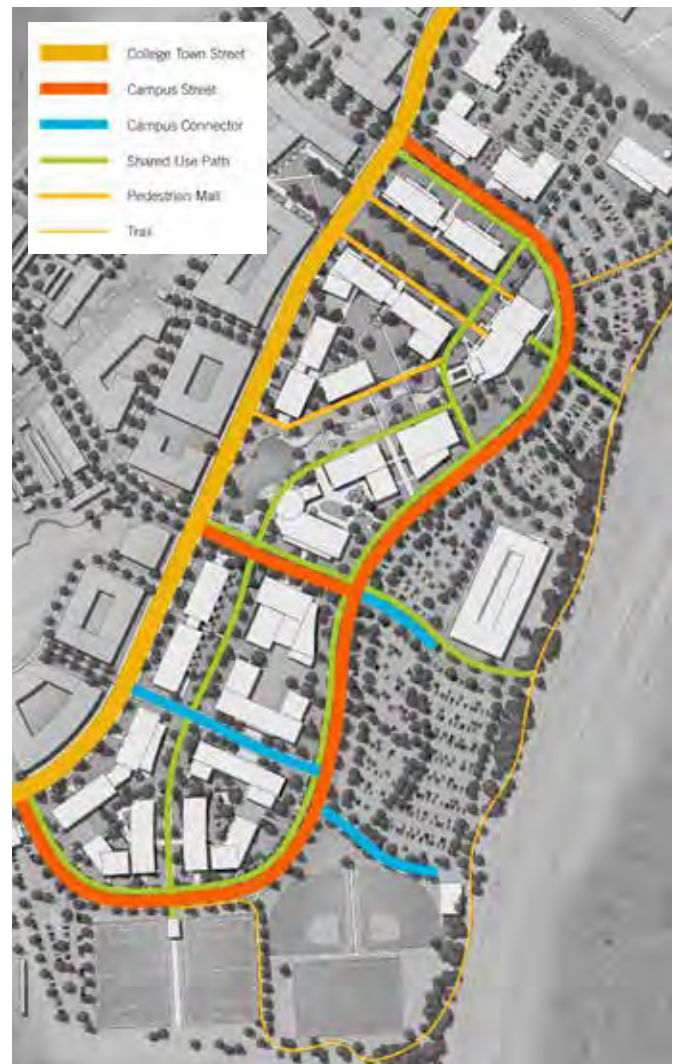 College Town Street
Campus Street
Campus Connector
Shared Use Path
Pedestrian Mall
Trail